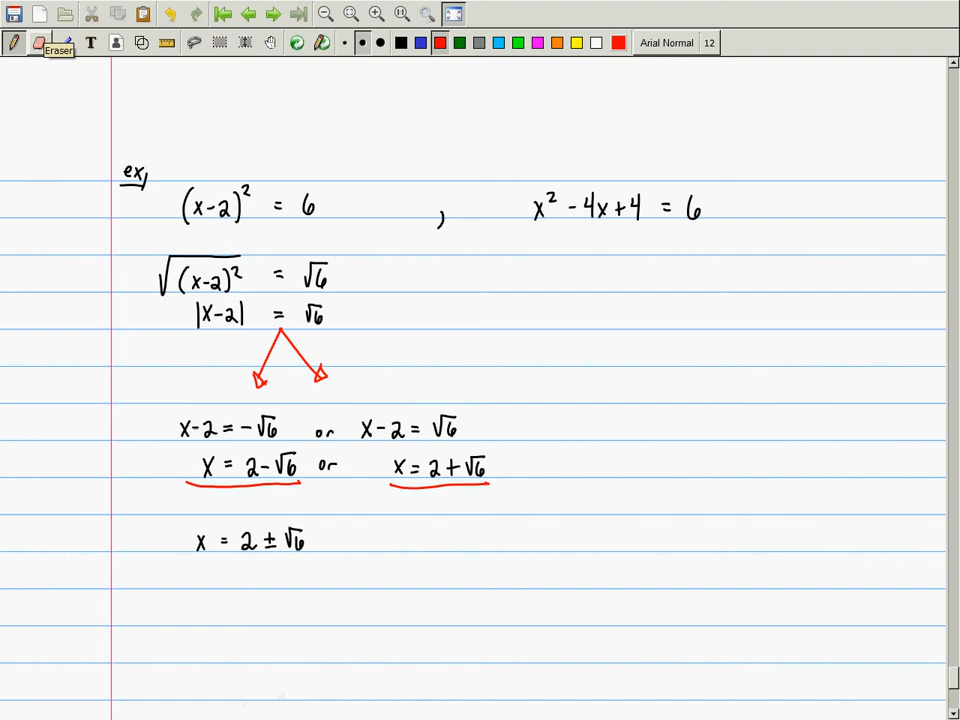 Arial Normal 12
Eraser
ex,
(x-2)² = 6 , x² - 4x + 4 = 6
√(x-2)² = √6
|x-2| = √6
x-2 = -√6 or x-2 = √6
x = 2-√6 or x = 2+√6
x = 2 ± √6